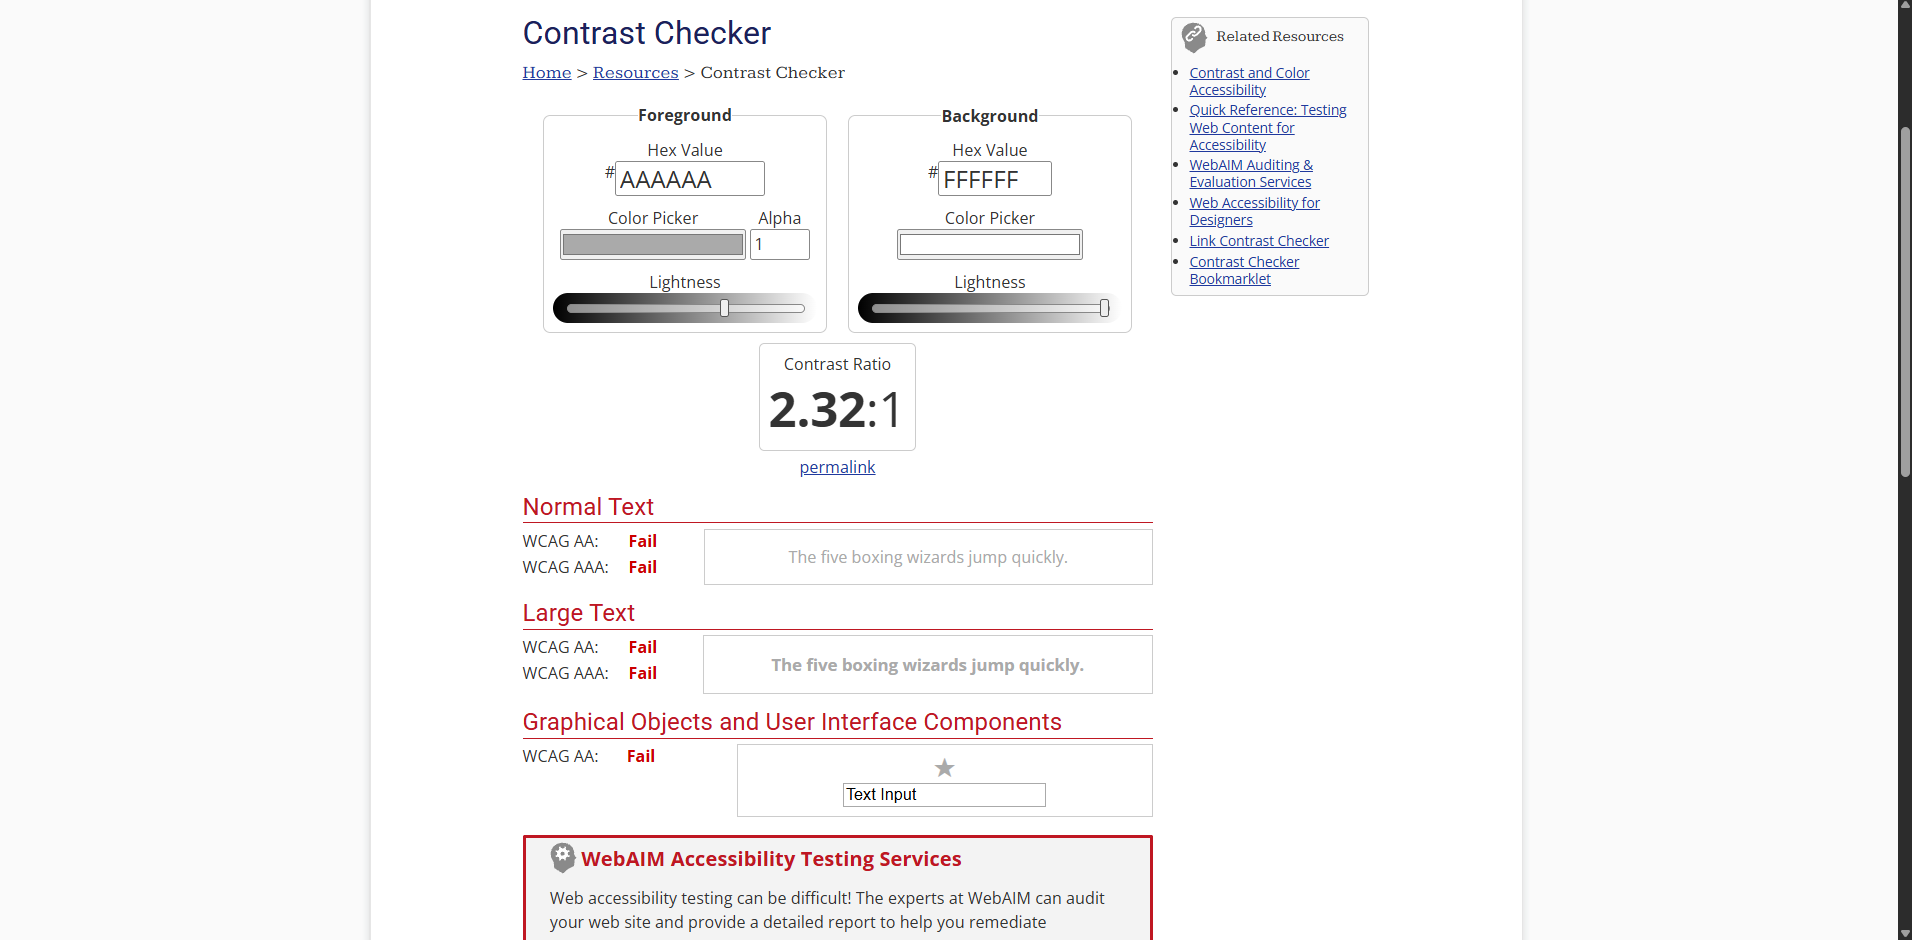 Contrast Checker
Home > Resources > Contrast Checker
Foreground
Hex Value
# AAAAAA
Color Picker Alpha
1
Lightness
Background
Hex Value
# FFFFFF
Color Picker
Lightness
Contrast Ratio
2.32:1
permalink
Normal Text
WCAG AA: Fail
WCAG AAA: Fail
The five boxing wizards jump quickly.
Large Text
WCAG AA: Fail
WCAG AAA: Fail
The five boxing wizards jump quickly.
Graphical Objects and User Interface Components
WCAG AA: Fail
Text Input
WebAIM Accessibility Testing Services
Web accessibility testing can be difficult! The experts at WebAIM can audit
your web site and provide a detailed report to help you remediate
Related Resources
Contrast and Color
Accessibility
Quick Reference: Testing
Web Content for
Accessibility
WebAIM Auditing &
Evaluation Services
Web Accessibility for
Designers
Link Contrast Checker
Contrast Checker
Bookmarklet